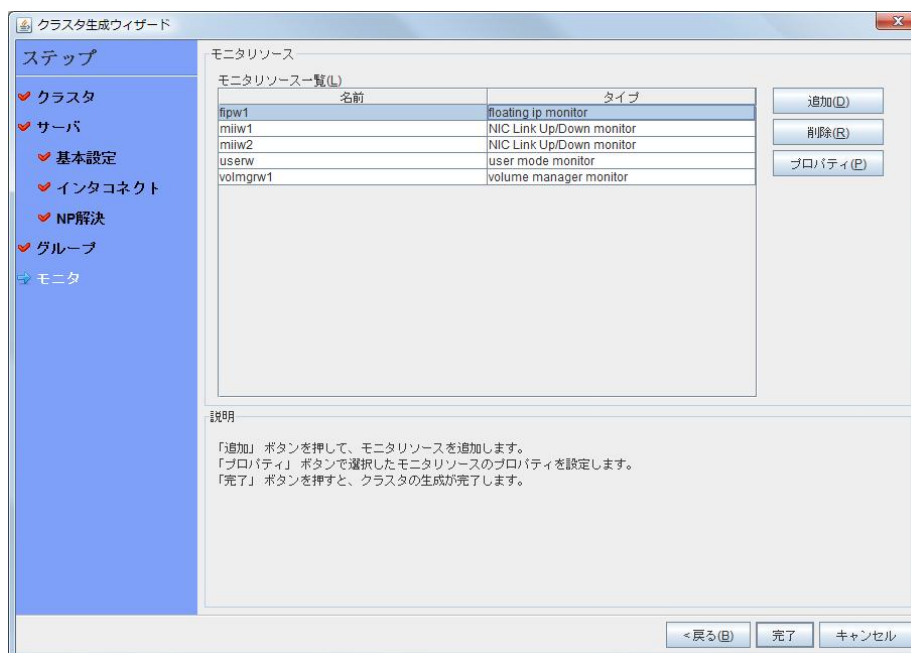 クラスタ生成ウィザード
ステップ
クラスタ
サーバ
基本設定
インタコネクト
NP解決
グループ
モニタ
モニタリソース
モニタリソース一覧(L)
名前 タイプ
fipw1 floating ip monitor
miiw1 NIC Link Up/Down monitor
miiw2 NIC Link Up/Down monitor
userw user mode monitor
volmgrw1 volume manager monitor
追加(D)
削除(R)
プロパティ(P)
説明
「追加」 ボタンを押して、モニタリソースを追加します。
「プロパティ」 ボタンで選択したモニタリソースのプロパティを設定します。
「完了」 ボタンを押すと、クラスタの生成が完了します。
<戻る(B) 完了 キャンセル